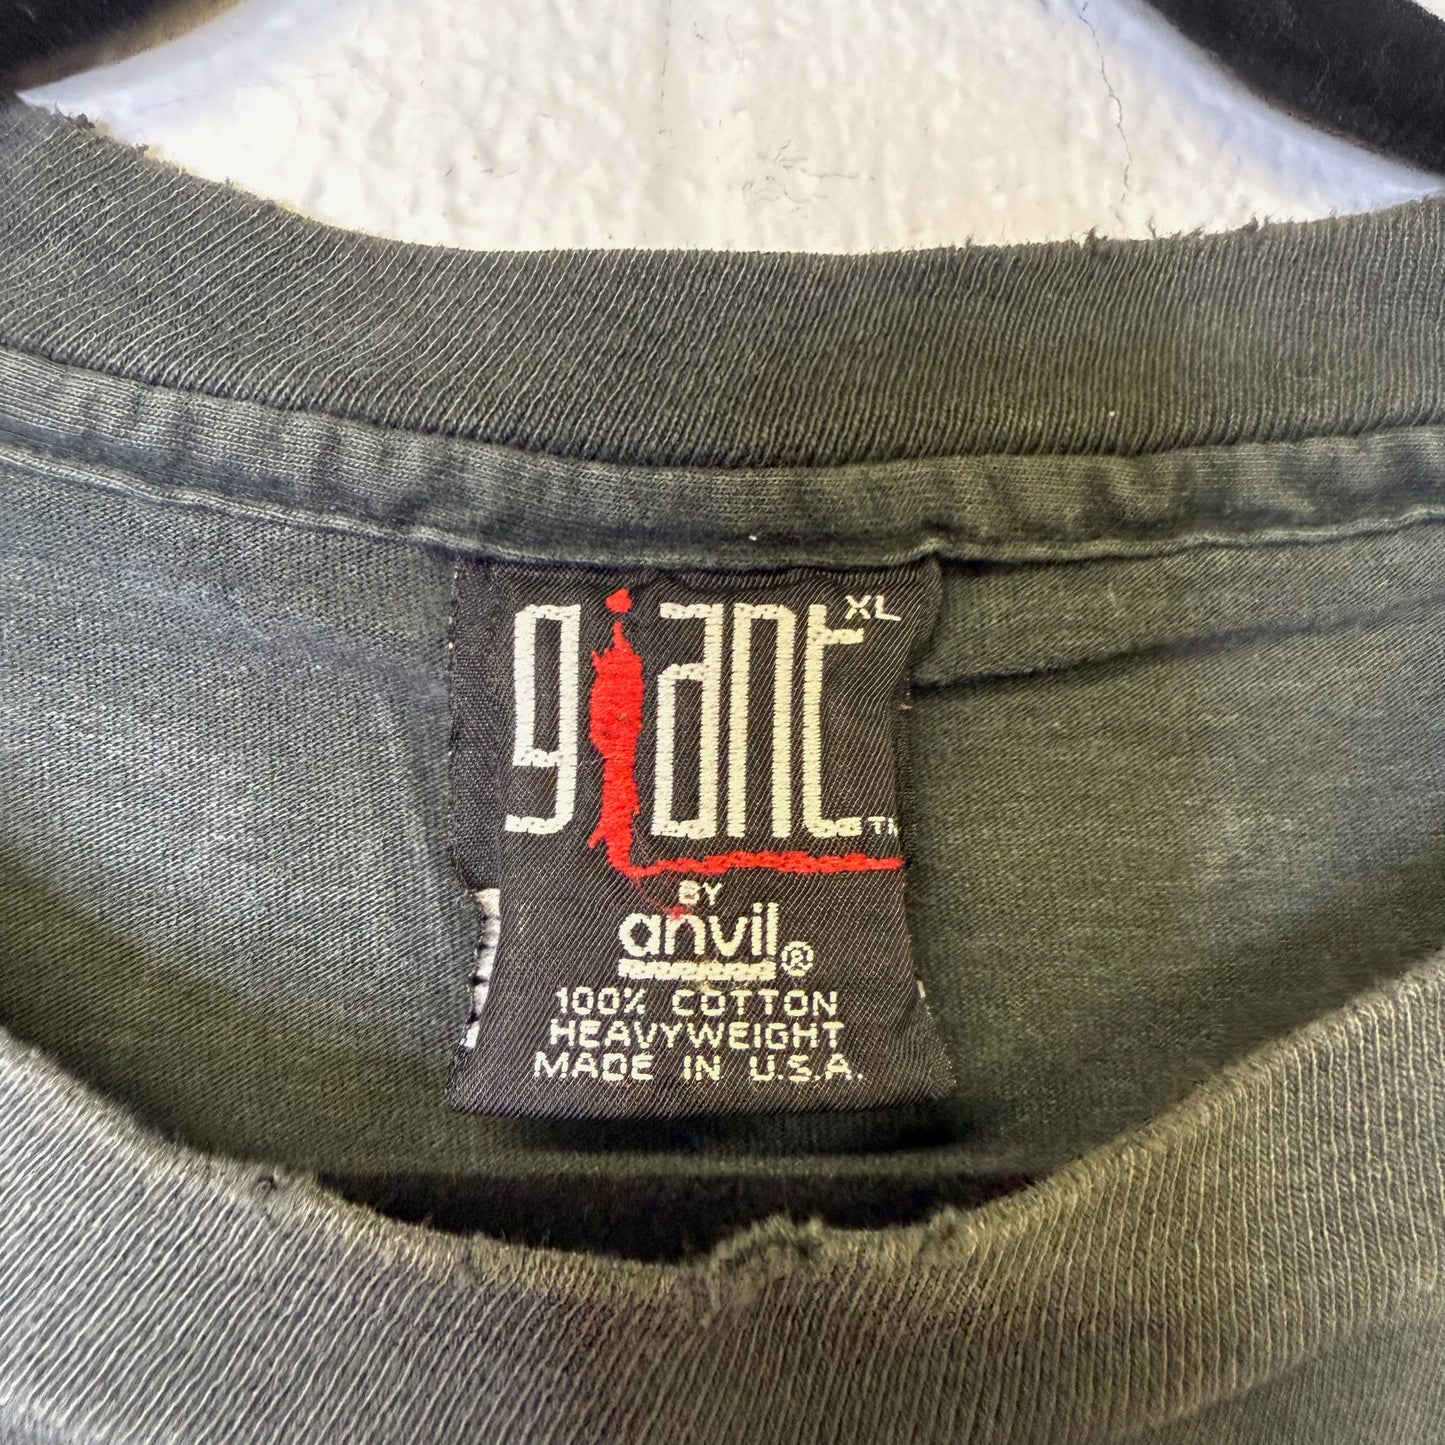 giant XL
TM
BY
anvil®
100% COTTON
HEAVYWEIGHT
MADE IN U.S.A.